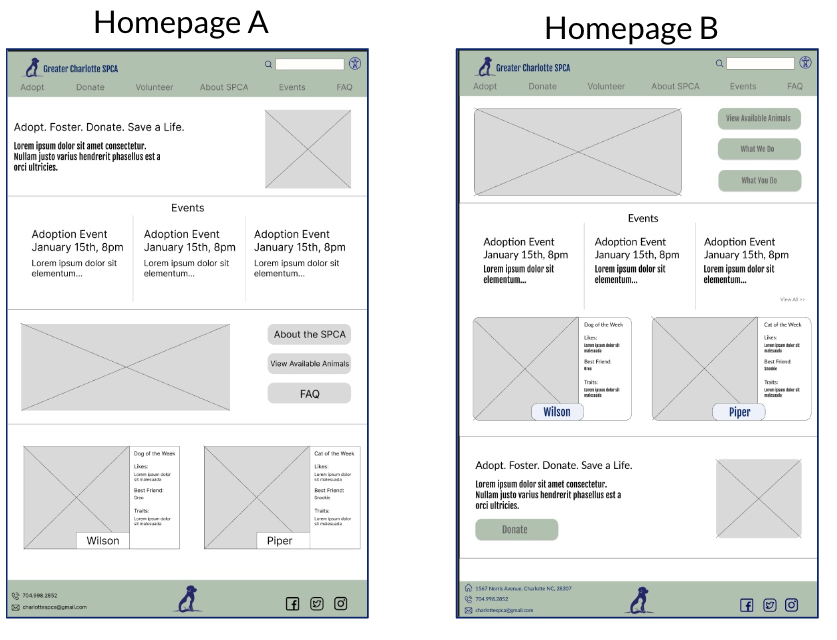 Homepage A
Greater Charlotte SPCA
Adopt Donate Volunteer About SPCA Events FAQ
Adopt. Foster. Donate. Save a Life.
Lorem ipsum dolor sit amet consectetur.
Nullam justo varius hendrerit phasellus est a
orci ultricies.
Events
Adoption Event
January 15th, 8pm
Lorem ipsum dolor sit
elementum...
Adoption Event
January 15th, 8pm
Lorem ipsum dolor sit
elementum...
Adoption Event
January 15th, 8pm
Lorem ipsum dolor sit
elementum...
About the SPCA
View Available Animals
FAQ
Dog of the Week
Likes:
Lorem ipsum dolor
sit malesuada
Best Friend:
Oreo
Traits:
Lorem ipsum dolor
sit malesuada
Wilson
Cat of the Week
Likes:
Lorem ipsum dolor
sit malesuada
Best Friend:
Snookie
Traits:
Lorem ipsum dolor
sit malesuada
Piper
704.998.2852
charlottespca@gmail.com
Homepage B
Greater Charlotte SPCA
Adopt Donate Volunteer About SPCA Events FAQ
View Available Animals
What We Do
What You Do
Events
Adoption Event
January 15th, 8pm
Lorem ipsum dolor sit
elementum...
Adoption Event
January 15th, 8pm
Lorem ipsum dolor sit
elementum...
Adoption Event
January 15th, 8pm
Lorem ipsum dolor sit
elementum...
View All >>
Dog of the Week
Likes:
Lorem ipsum dolor sit
malesuada
Best Friend:
Oreo
Traits:
Lorem ipsum dolor sit
malesuada
Wilson
Cat of the Week
Likes:
Lorem ipsum dolor sit
malesuada
Best Friend:
Snookie
Traits:
Lorem ipsum dolor sit
malesuada
Piper
Adopt. Foster. Donate. Save a Life.
Lorem ipsum dolor sit amet consectetur.
Nullam justo varius hendrerit phasellus est a
orci ultricies.
Donate
1567 Norris Avenue, Charlotte NC, 28207
704.998.2852
charlottespca@gmail.com